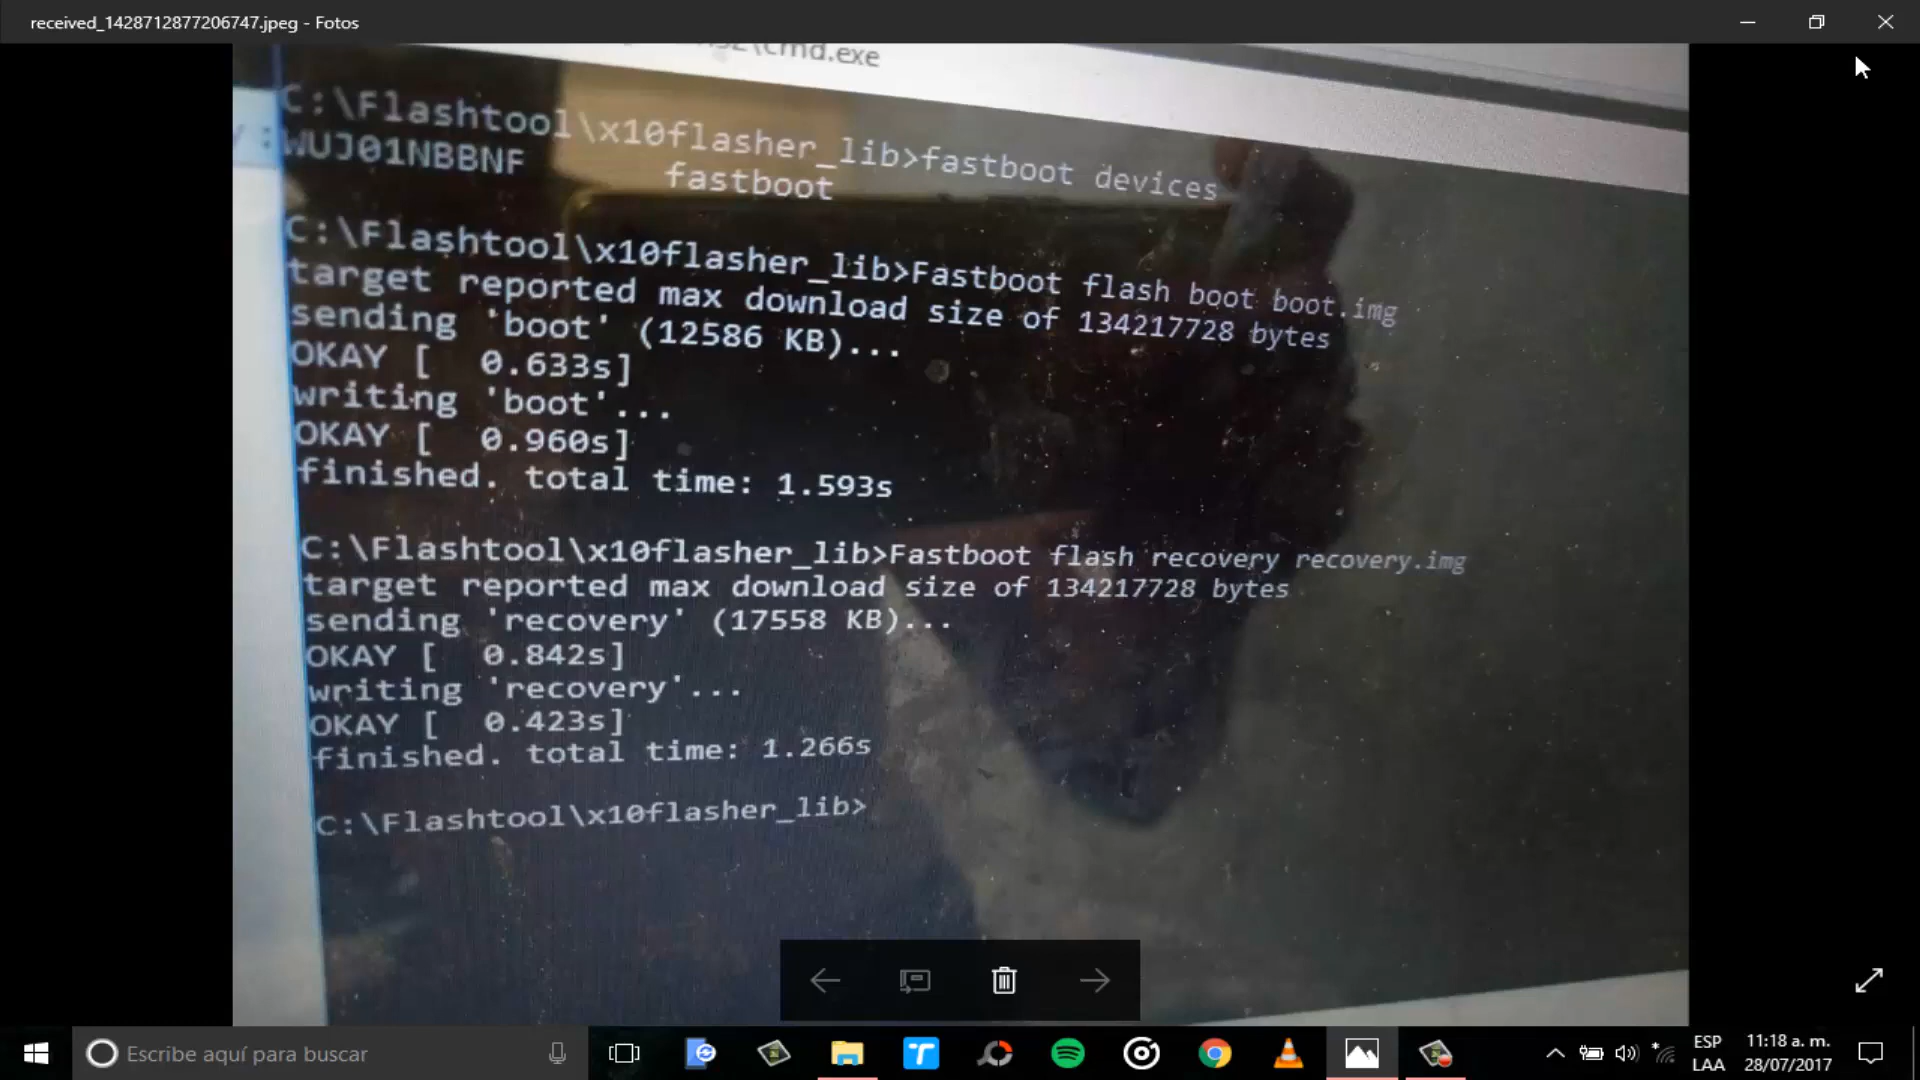 received_1428712877206747.jpeg - Fotos
\cmd.exe
C:\Flashtool\x10flasher_lib>fastboot devices
WUJ01NBBNF fastboot
C:\Flashtool\x10flasher_lib>Fastboot flash boot boot.img
target reported max download size of 134217728 bytes
sending 'boot' (12586 KB)...
OKAY [ 0.633s]
writing 'boot'...
OKAY [ 0.960s]
finished. total time: 1.593s
C:\Flashtool\x10flasher_lib>Fastboot flash recovery recovery.img
target reported max download size of 134217728 bytes
sending 'recovery' (17558 KB)...
OKAY [ 0.842s]
writing 'recovery'...
OKAY [ 0.423s]
finished. total time: 1.266s
C:\Flashtool\x10flasher_lib>
Escribe aquí para buscar
ESP
LAA
11:18 a. m.
28/07/2017